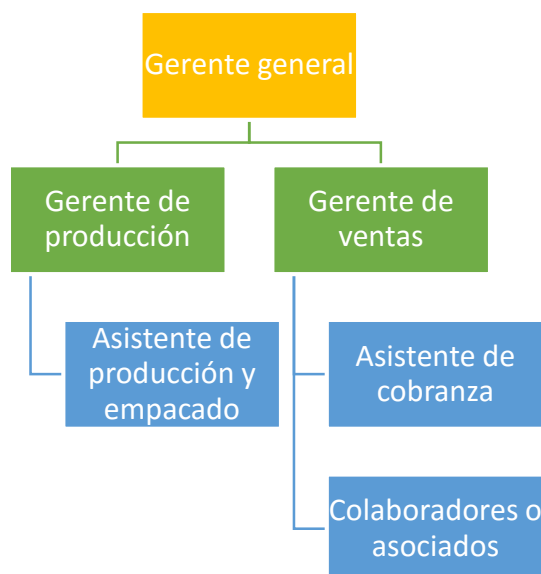 Gerente general
Gerente de
producción
Gerente de
ventas
Asistente de
producción y
empacado
Asistente de
cobranza
Colaboradores o
asociados